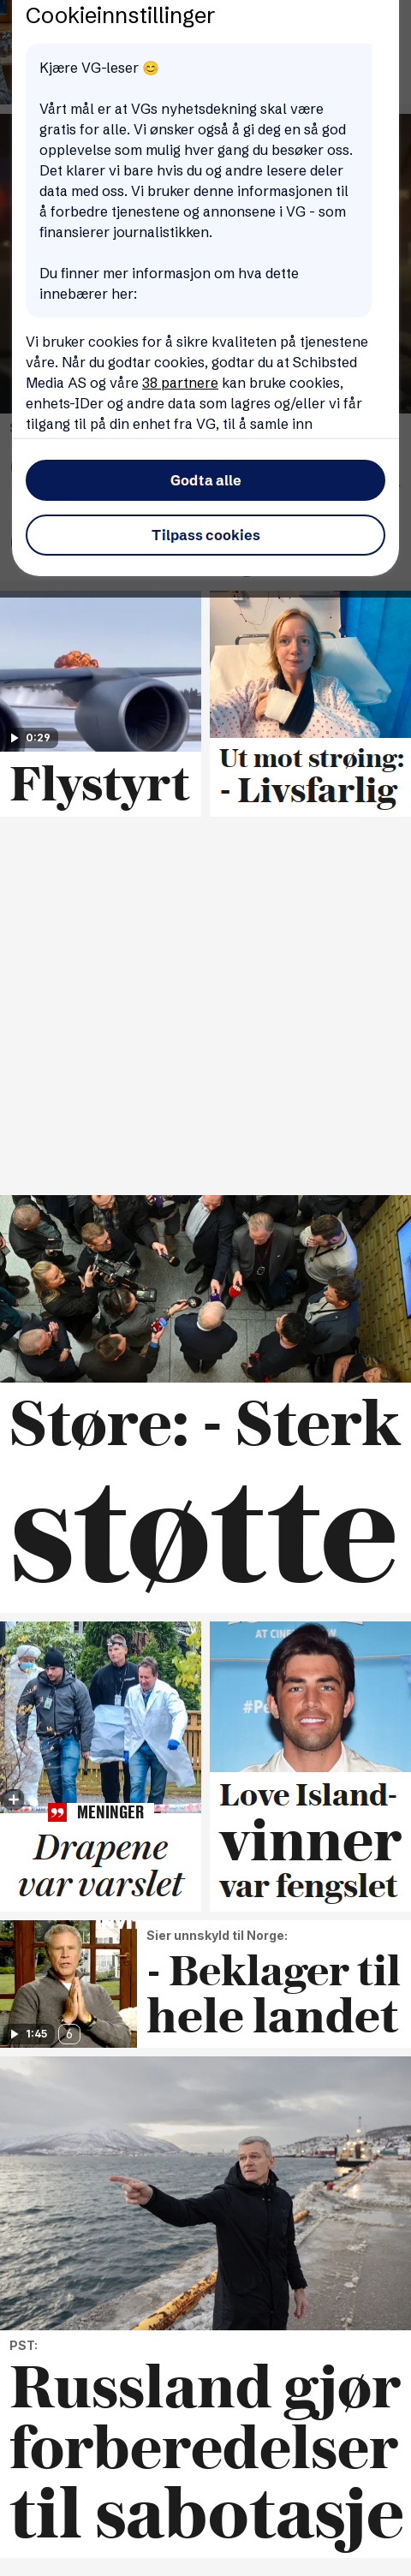 Cookieinnstillinger
Kjære VG-leser 😊
Vårt mål er at VGs nyhetsdekning skal være
gratis for alle. Vi ønsker også å gi deg en så god
opplevelse som mulig hver gang du besøker oss.
Det klarer vi bare hvis du og andre lesere deler
data med oss. Vi bruker denne informasjonen til
å forbedre tjenestene og annonsene i VG - som
finansierer journalistikken.
Du finner mer informasjon om hva dette
innebærer her:
Vi bruker cookies for å sikre kvaliteten på tjenestene
våre. Når du godtar cookies, godtar du at Schibsted
Media AS og våre 38 partnere kan bruke cookies,
enhets-IDer og andre data som lagres og/eller vi får
tilgang til på din enhet fra VG, til å samle inn
Godta alle
Tilpass cookies
0:29
Flystyrt
Ut mot strøing:
- Livsfarlig
Støre: - Sterk
støtte
MENINGER
Drapene
var varslet
AT CINE
#Pe
Love Island-
vinner
var fengslet
1:45
6
Sier unnskyld til Norge:
- Beklager til
hele landet
PST:
Russland gjør
forberedelser
til sabotasje